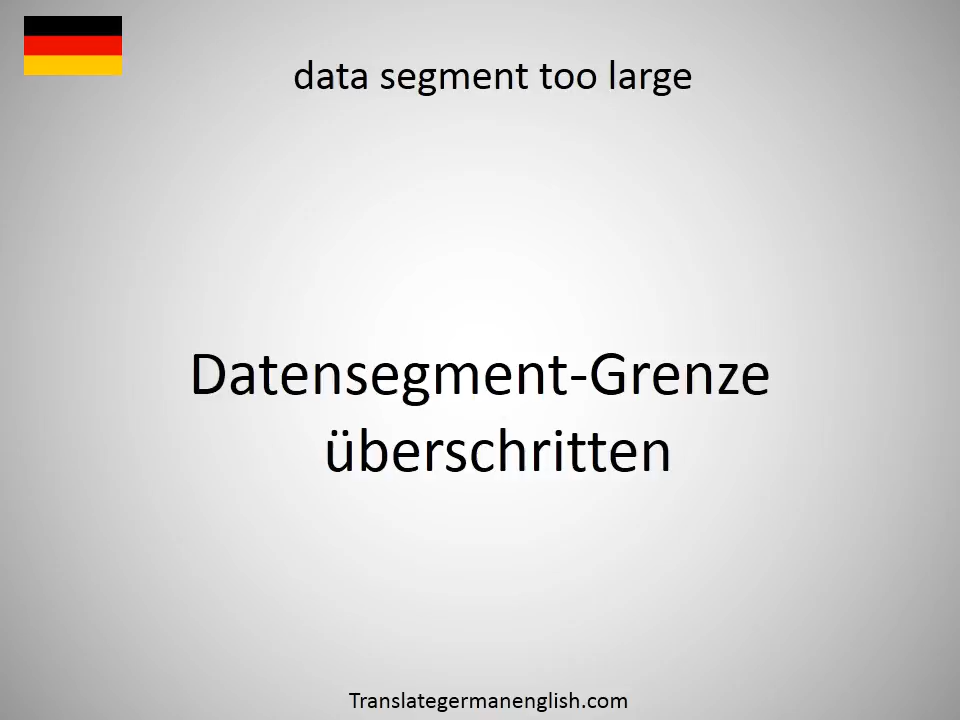 data segment too large
Datensegment-Grenze
überschritten
Translategermanenglish.com